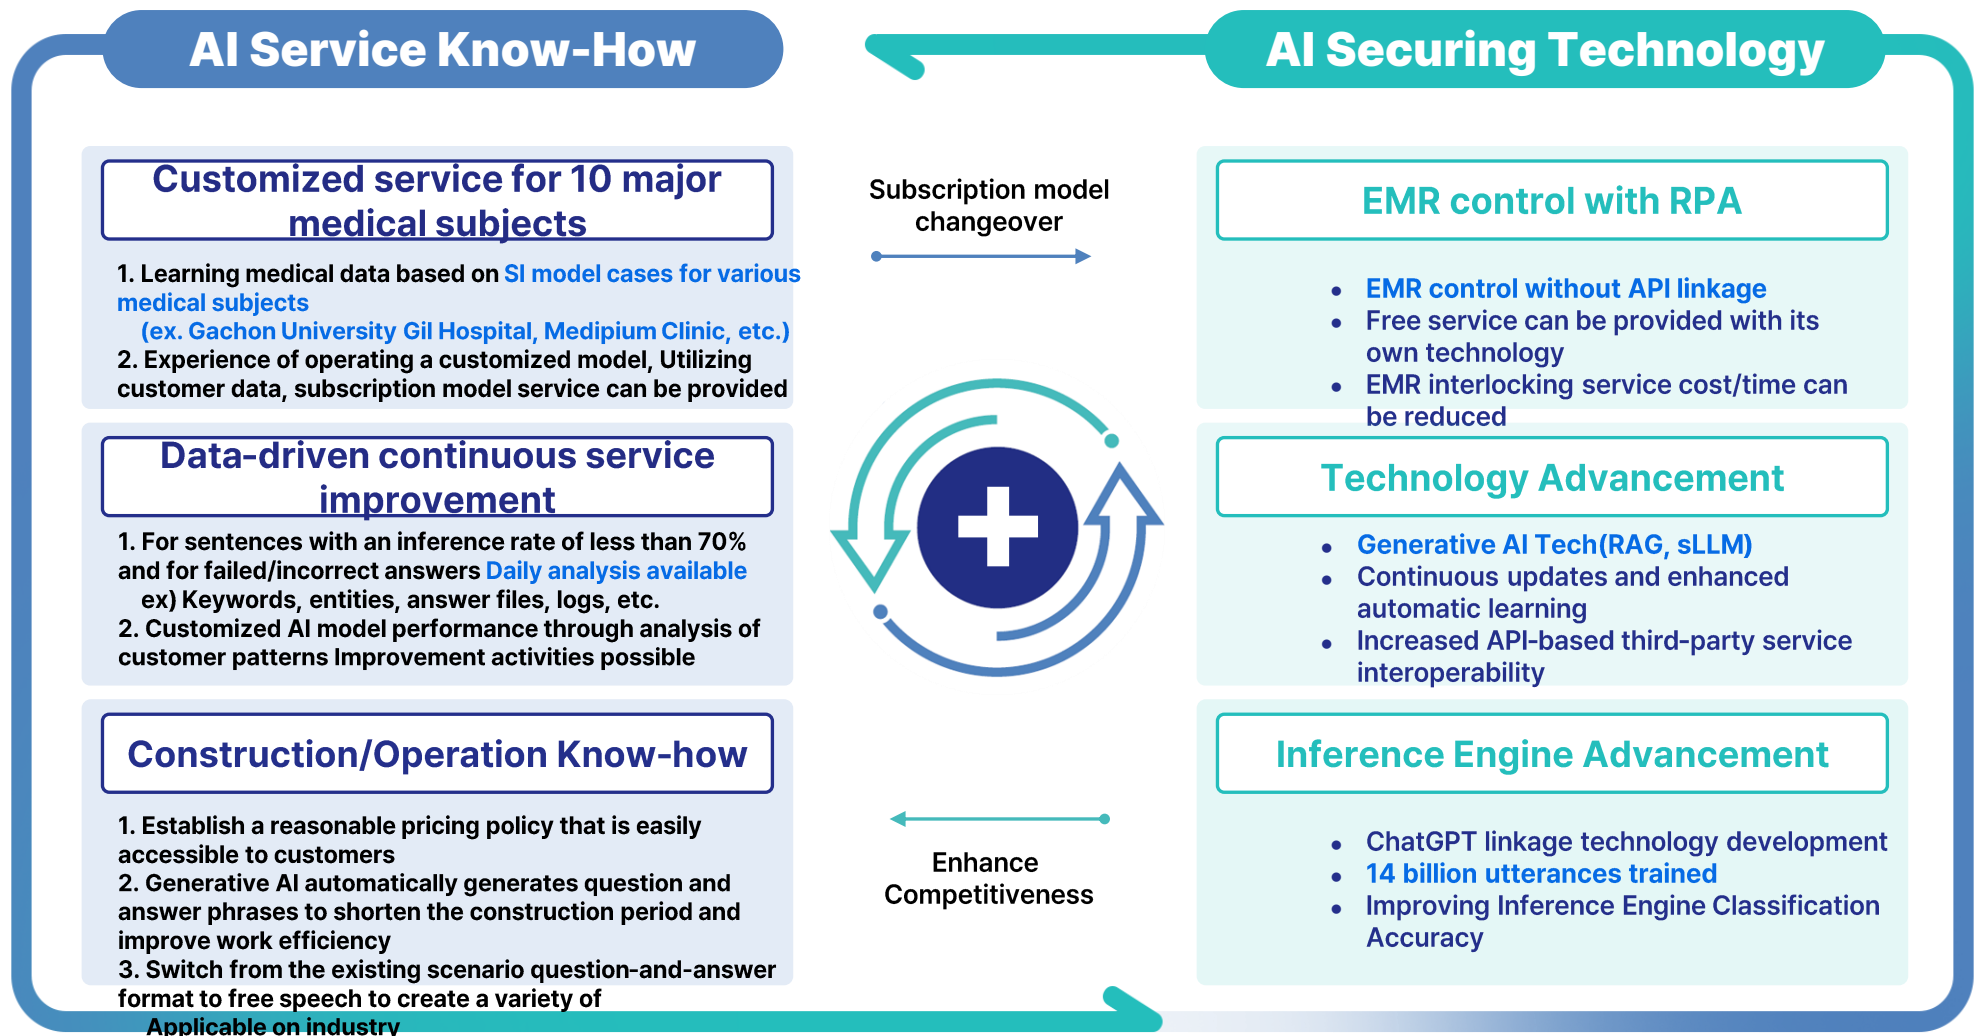 AI Service Know-How
Customized service for 10 major
medical subjects
1. Learning medical data based on SI model cases for various
medical subjects
(ex. Gachon University Gil Hospital, Medipium Clinic, etc.)
2. Experience of operating a customized model, Utilizing
customer data, subscription model service can be provided
Data-driven continuous service
improvement
1. For sentences with an inference rate of less than 70%
and for failed/incorrect answers Daily analysis available
ex) Keywords, entities, answer files, logs, etc.
2. Customized AI model performance through analysis of
customer patterns Improvement activities possible
Construction/Operation Know-how
1. Establish a reasonable pricing policy that is easily
accessible to customers
2. Generative AI automatically generates question and
answer phrases to shorten the construction period and
improve work efficiency
3. Switch from the existing scenario question-and-answer
format to free speech to create a variety of
Applicable on industry
Subscription model
changeover
Enhance
Competitiveness
AI Securing Technology
EMR control with RPA
• EMR control without API linkage
• Free service can be provided with its
own technology
• EMR interlocking service cost/time can
be reduced
Technology Advancement
• Generative AI Tech(RAG, sLLM)
• Continuous updates and enhanced
automatic learning
• Increased API-based third-party service
interoperability
Inference Engine Advancement
• ChatGPT linkage technology development
• 14 billion utterances trained
• Improving Inference Engine Classification
Accuracy